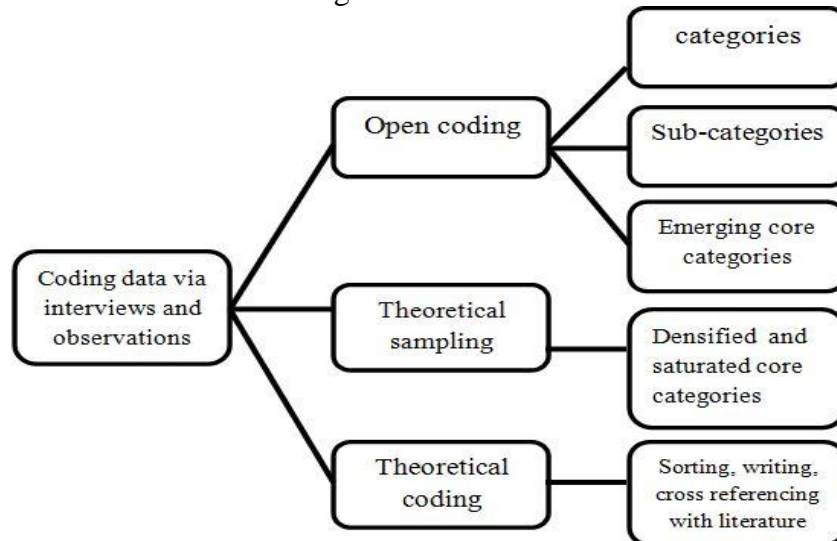 categories
Open coding
Sub-categories
Emerging core
categories
Coding data via
interviews and
observations
Theoretical
sampling
Densified and
saturated core
categories
Theoretical
coding
Sorting, writing,
cross referencing
with literature